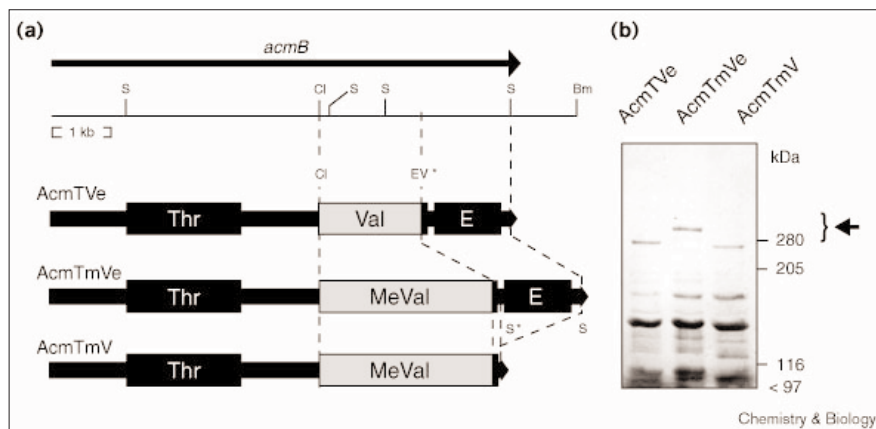 (a)
acmB
S Cl S S S Bm
1 kb
Cl EV *
AcmTVe
Thr Val E
AcmTmVe
Thr MeVal E
S * S
AcmTmV
Thr MeVal
(b)
AcmTVe AcmTmVe AcmTmV
kDa
280
205
116
< 97
Chemistry & Biology